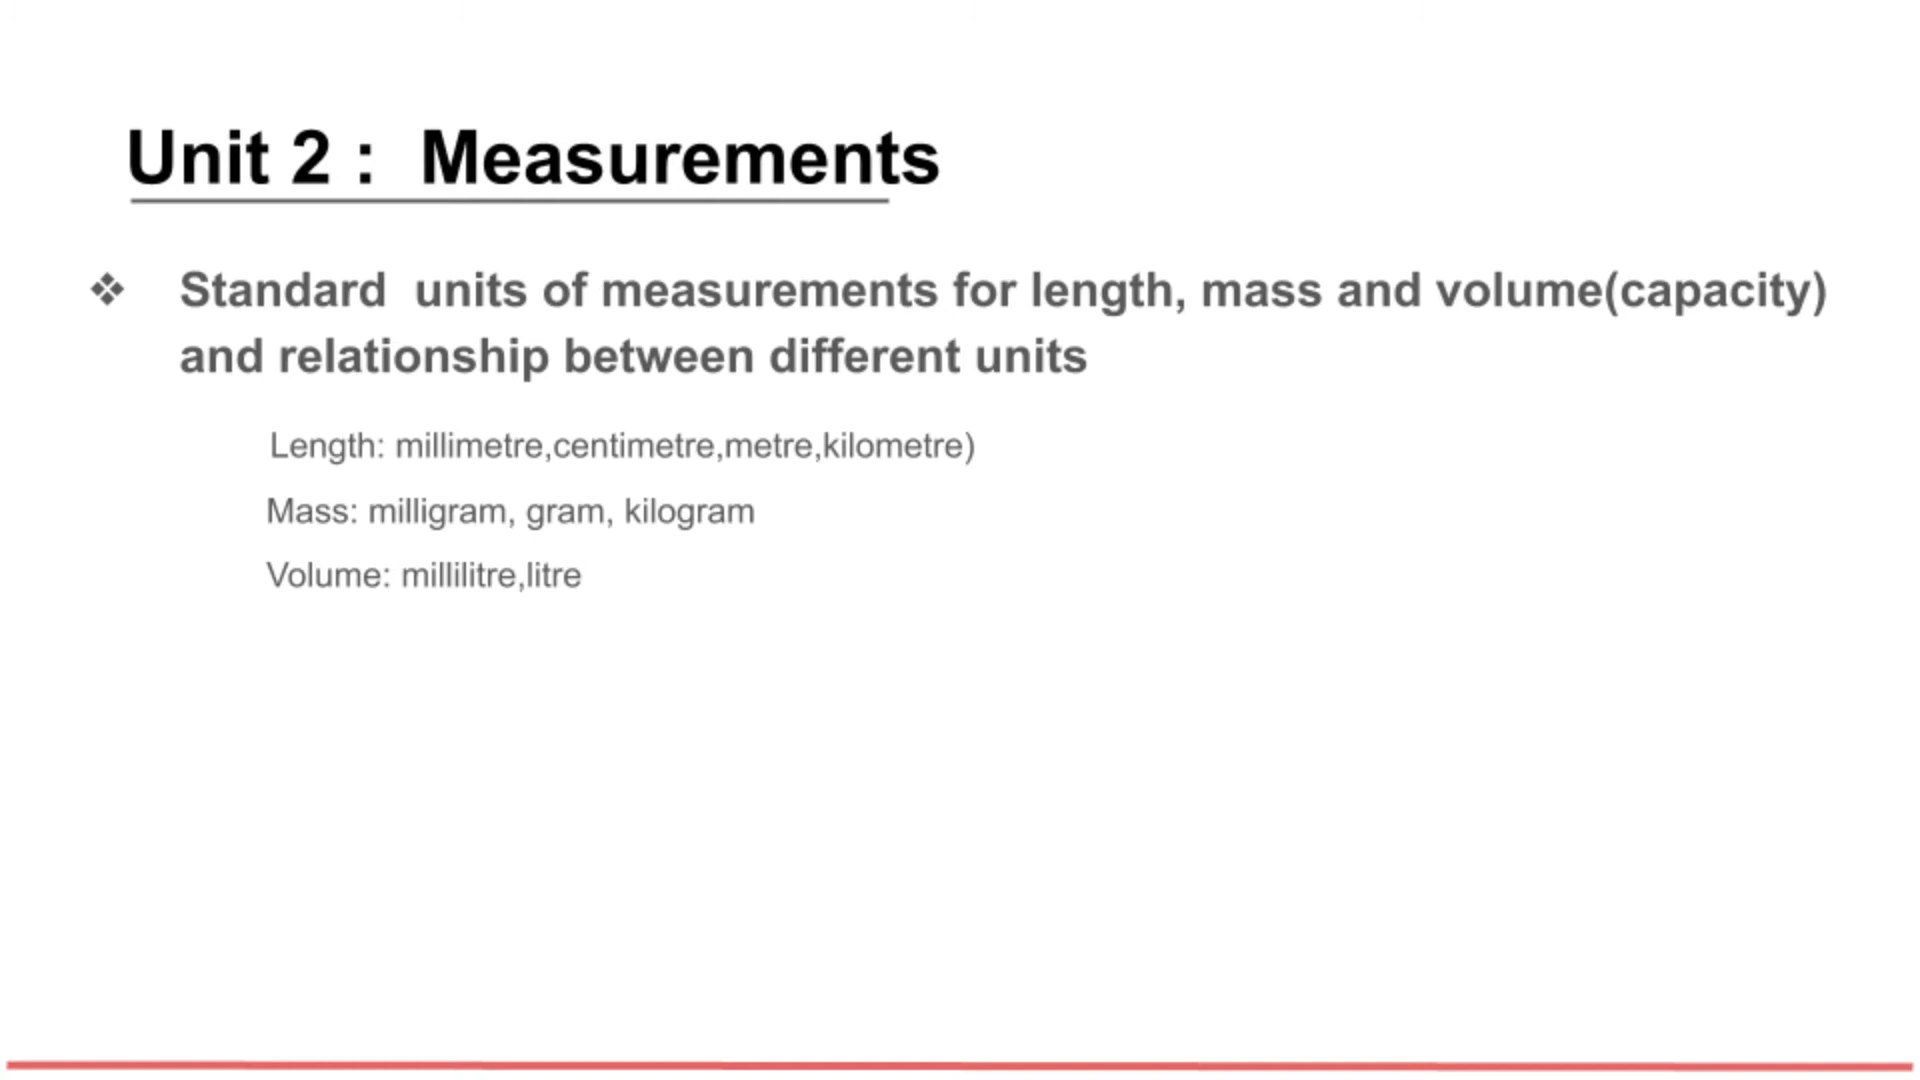 Unit 2 :  Measurements
❖ Standard  units of measurements for length, mass and volume(capacity)
and relationship between different units
Length: millimetre,centimetre,metre,kilometre)
Mass: milligram, gram, kilogram
Volume: millilitre,litre